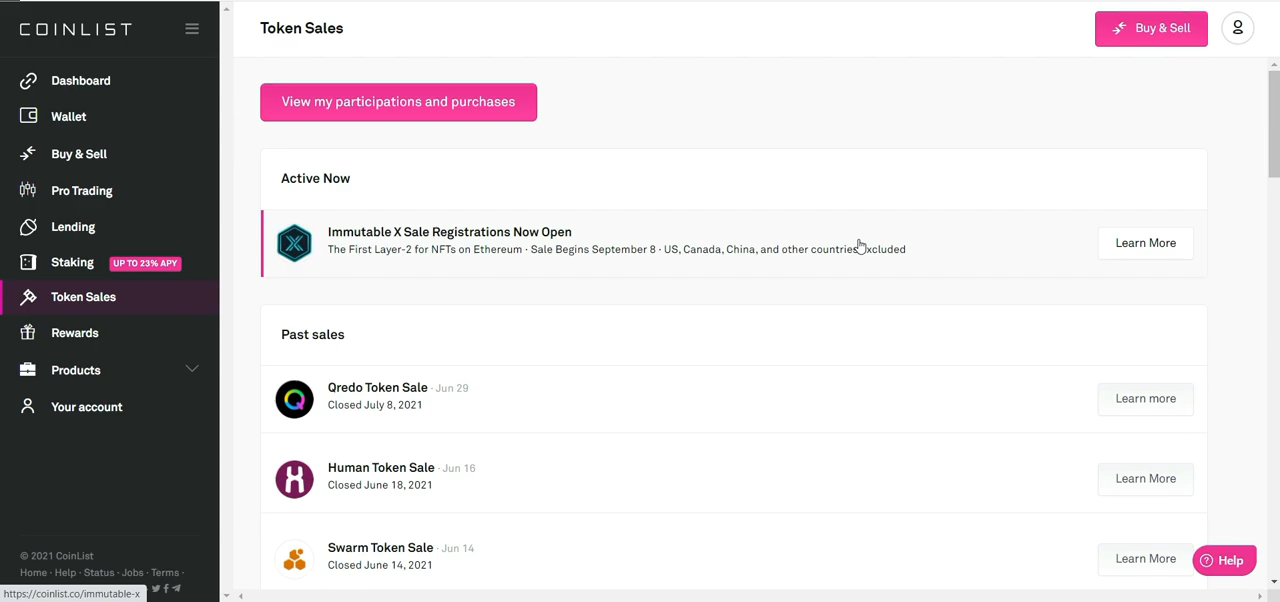 COINLIST
Token Sales
Buy & Sell
Dashboard
Wallet
Buy & Sell
Pro Trading
Lending
Staking UP TO 23% APY
Token Sales
Rewards
Products
Your account
© 2021 CoinList
Home · Help · Status · Jobs · Terms ·
https://coinlist.co/immutable-x
View my participations and purchases
Active Now
Immutable X Sale Registrations Now Open
The First Layer-2 for NFTs on Ethereum · Sale Begins September 8 · US, Canada, China, and other countries excluded
Learn More
Past sales
Qredo Token Sale · Jun 29
Closed July 8, 2021
Learn more
Human Token Sale · Jun 16
Closed June 18, 2021
Learn More
Swarm Token Sale · Jun 14
Closed June 14, 2021
Learn More
Help